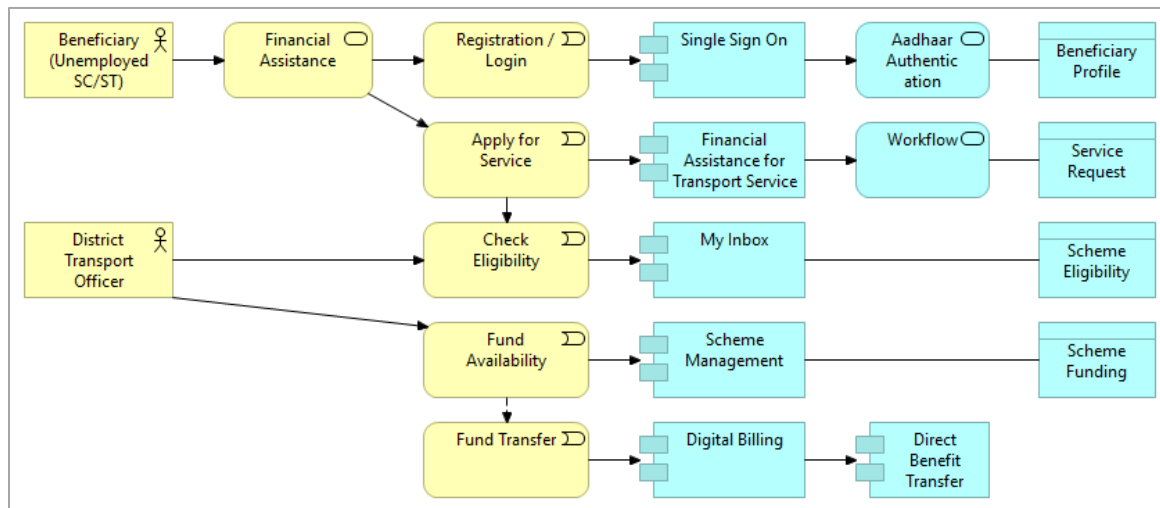 Beneficiary
(Unemployed
SC/ST)
Financial
Assistance
Registration /
Login
Single Sign On
Aadhaar
Authentic
ation
Beneficiary
Profile
Apply for
Service
Financial
Assistance for
Transport Service
Workflow
Service
Request
District
Transport
Officer
Check
Eligibility
My Inbox
Scheme
Eligibility
Fund
Availability
Scheme
Management
Scheme
Funding
Fund Transfer
Digital Billing
Direct
Benefit
Transfer